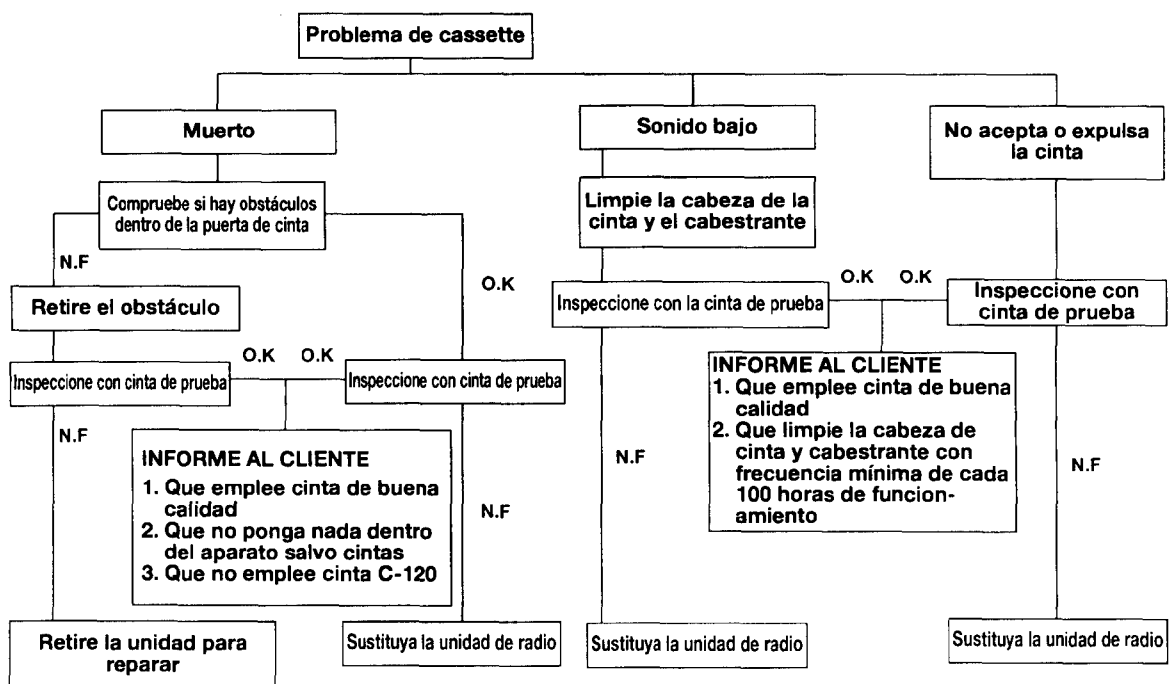 Problema de cassette
Muerto
Sonido bajo
No acepta o expulsa
la cinta
Compruebe si hay obstáculos
dentro de la puerta de cinta
Limpie la cabeza de la
cinta y el cabestrante
N.F
O.K
Retire el obstáculo
Inspeccione con la cinta de prueba
O.K
O.K
Inspeccione con
cinta de prueba
Inspeccione con cinta de prueba
O.K
O.K
Inspeccione con cinta de prueba
INFORME AL CLIENTE
1. Que emplee cinta de buena
calidad
2. Que limpie la cabeza de
cinta y cabestrante con
frecuencia mínima de cada
100 horas de funcion-
amiento
N.F
N.F
N.F
INFORME AL CLIENTE
1. Que emplee cinta de buena
calidad
2. Que no ponga nada dentro
del aparato salvo cintas
3. Que no emplee cinta C-120
N.F
Retire la unidad para
reparar
Sustituya la unidad de radio
Sustituya la unidad de radio
Sustituya la unidad de radio